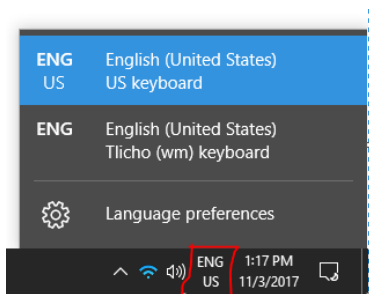 ENG English (United States)
US US keyboard
ENG English (United States)
Tlicho (wm) keyboard
Language preferences
ENG 1:17 PM
US 11/3/2017